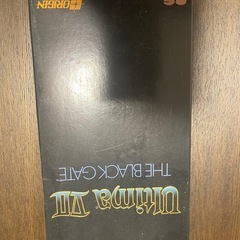 Ultima VII
THE BLACK GATE
ORIGIN